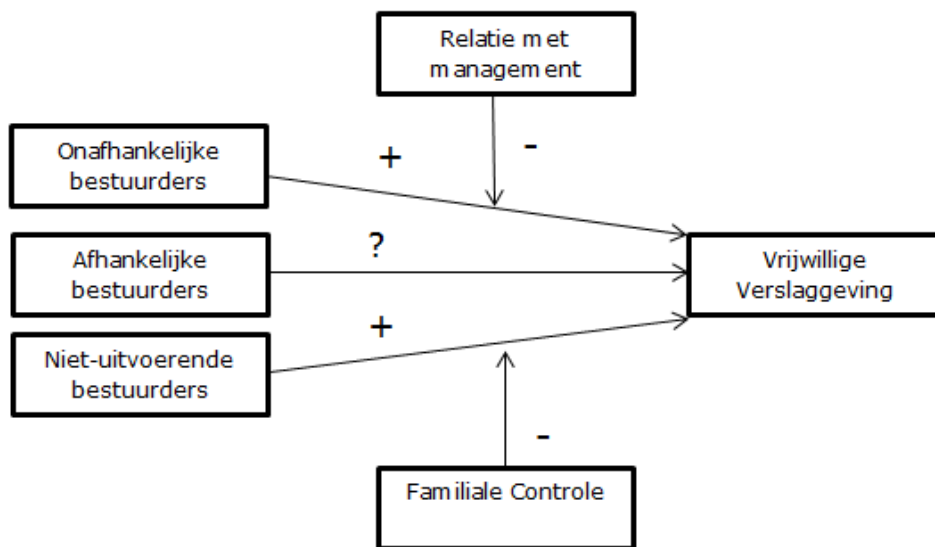 Relatie met
management
+
-
Onafhankelijke
bestuurders
?
Afhankelijke
bestuurders
Vrijwillige
Verslaggeving
+
Niet-uitvoerende
bestuurders
-
Familiale Controle